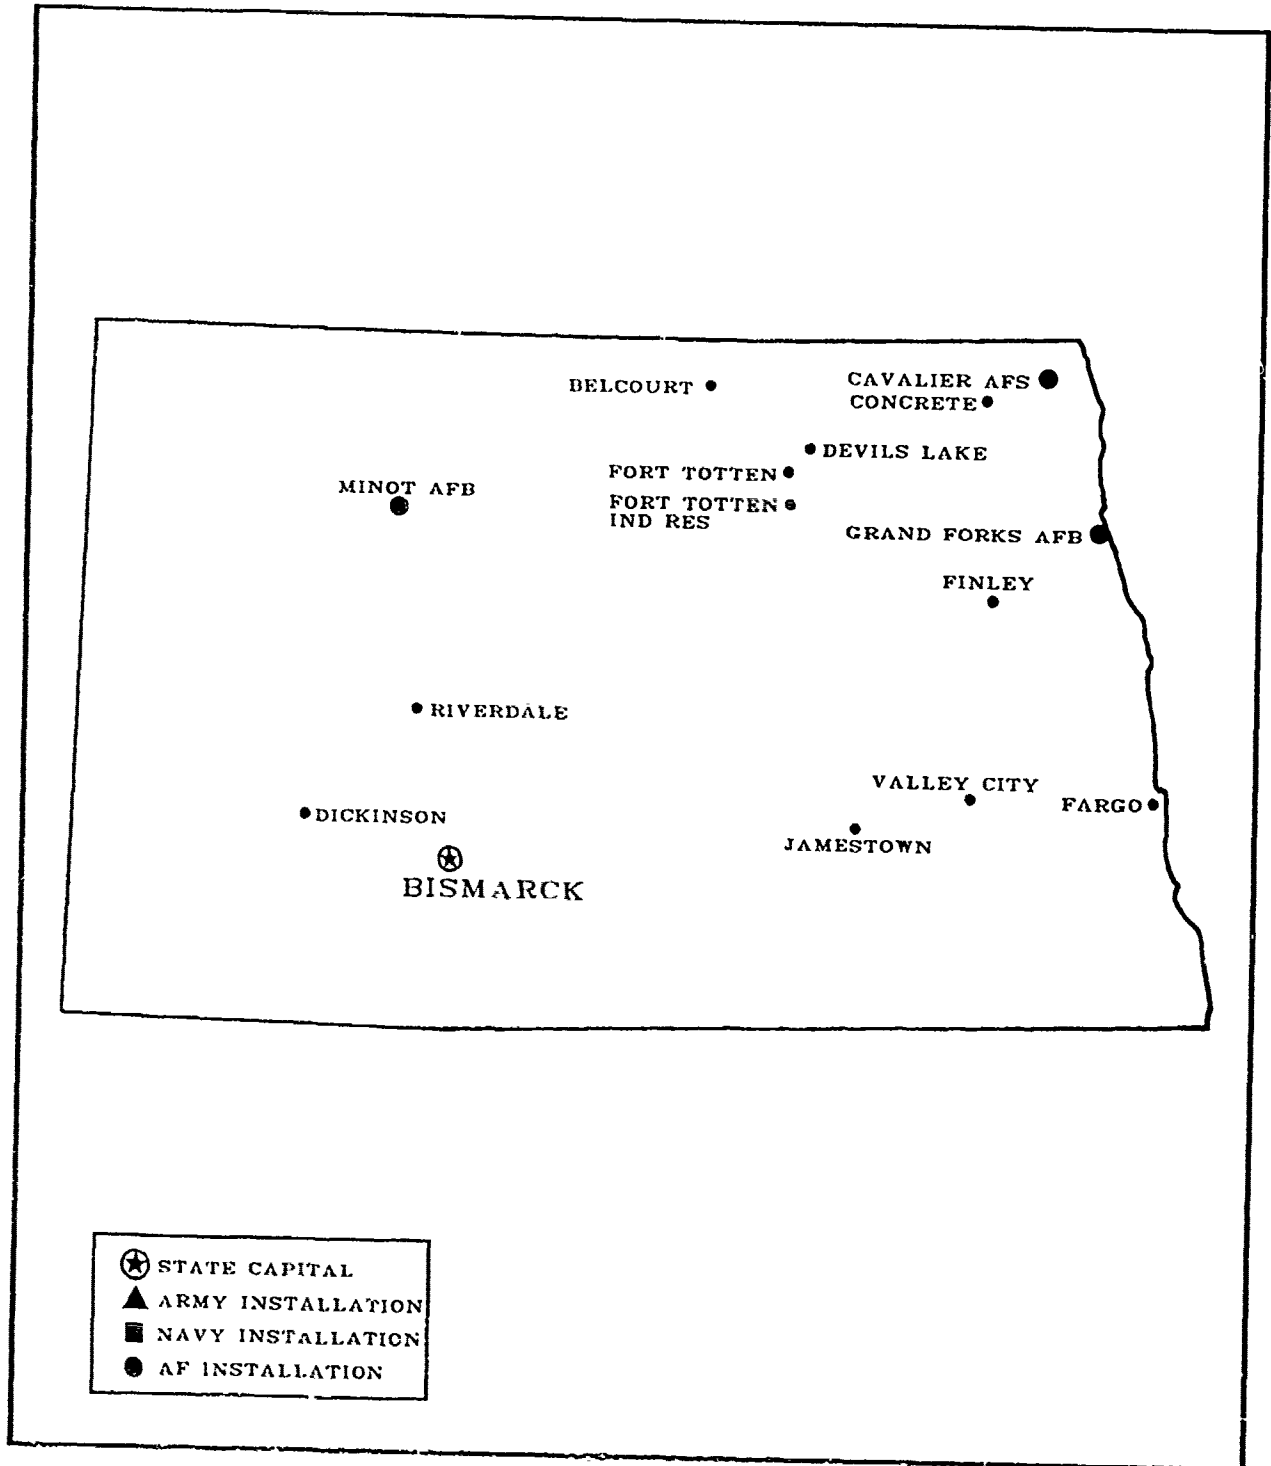 BELCOURT
CAVALIER AFS
CONCRETE
DEVILS LAKE
FORT TOTTEN
MINOT AFB
FORT TOTTEN
IND RES
GRAND FORKS AFB
FINLEY
RIVERDALE
VALLEY CITY
FARGO
DICKINSON
JAMESTOWN
BISMARCK
STATE CAPITAL
ARMY INSTALLATION
NAVY INSTALLATION
AF INSTALLATION